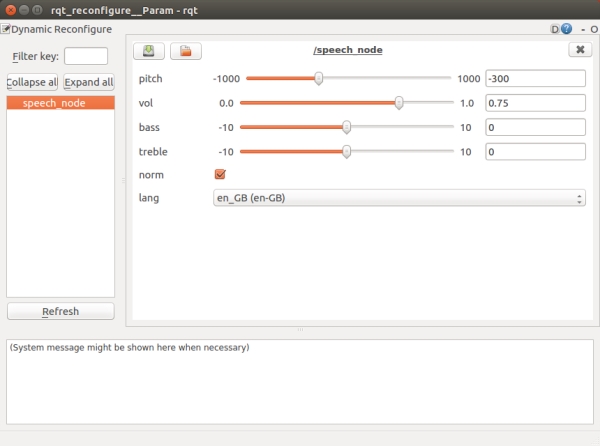 rqt_reconfigure__Param - rqt
Dynamic Reconfigure
D ? - O
Filter key:
Collapse all Expand all
speech_node
Refresh
/speech_node
pitch -1000 1000 -300
vol 0.0 1.0 0.75
bass -10 10 0
treble -10 10 0
norm
lang en_GB (en-GB)
(System message might be shown here when necessary)